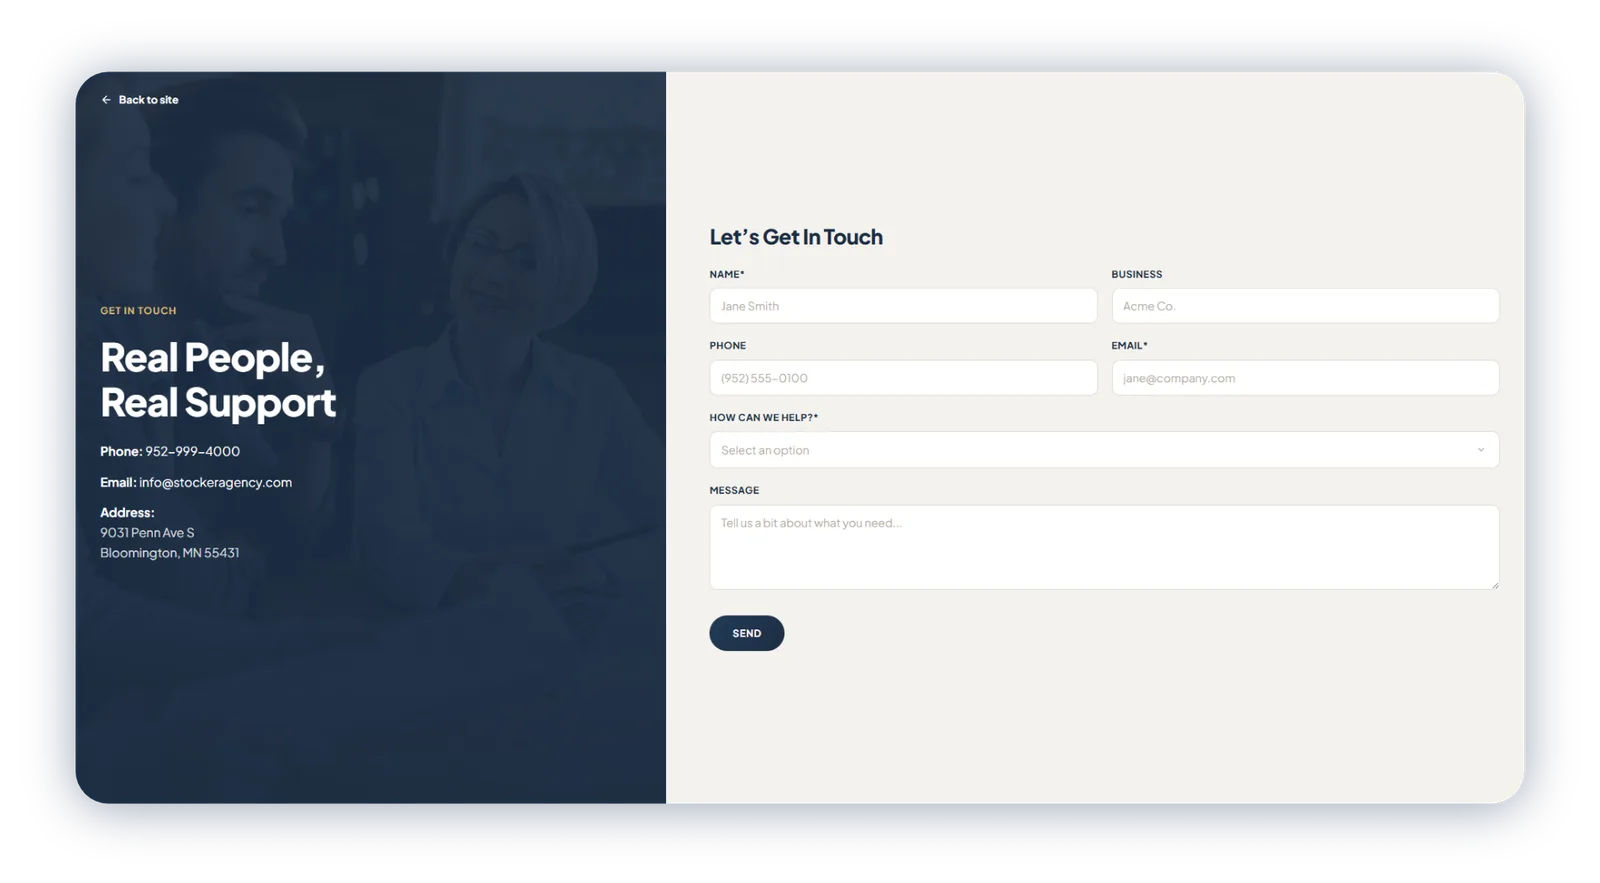 Back to site
GET IN TOUCH
Real People,
Real Support
Phone: 952-999-4000
Email: info@stockeragency.com
Address:
9031 Penn Ave S
Bloomington, MN 55431
Let’s Get In Touch
NAME*
BUSINESS
Jane Smith
Acme Co.
PHONE
EMAIL*
(952) 555-0100
jane@company.com
HOW CAN WE HELP?*
Select an option
MESSAGE
Tell us a bit about what you need...
SEND